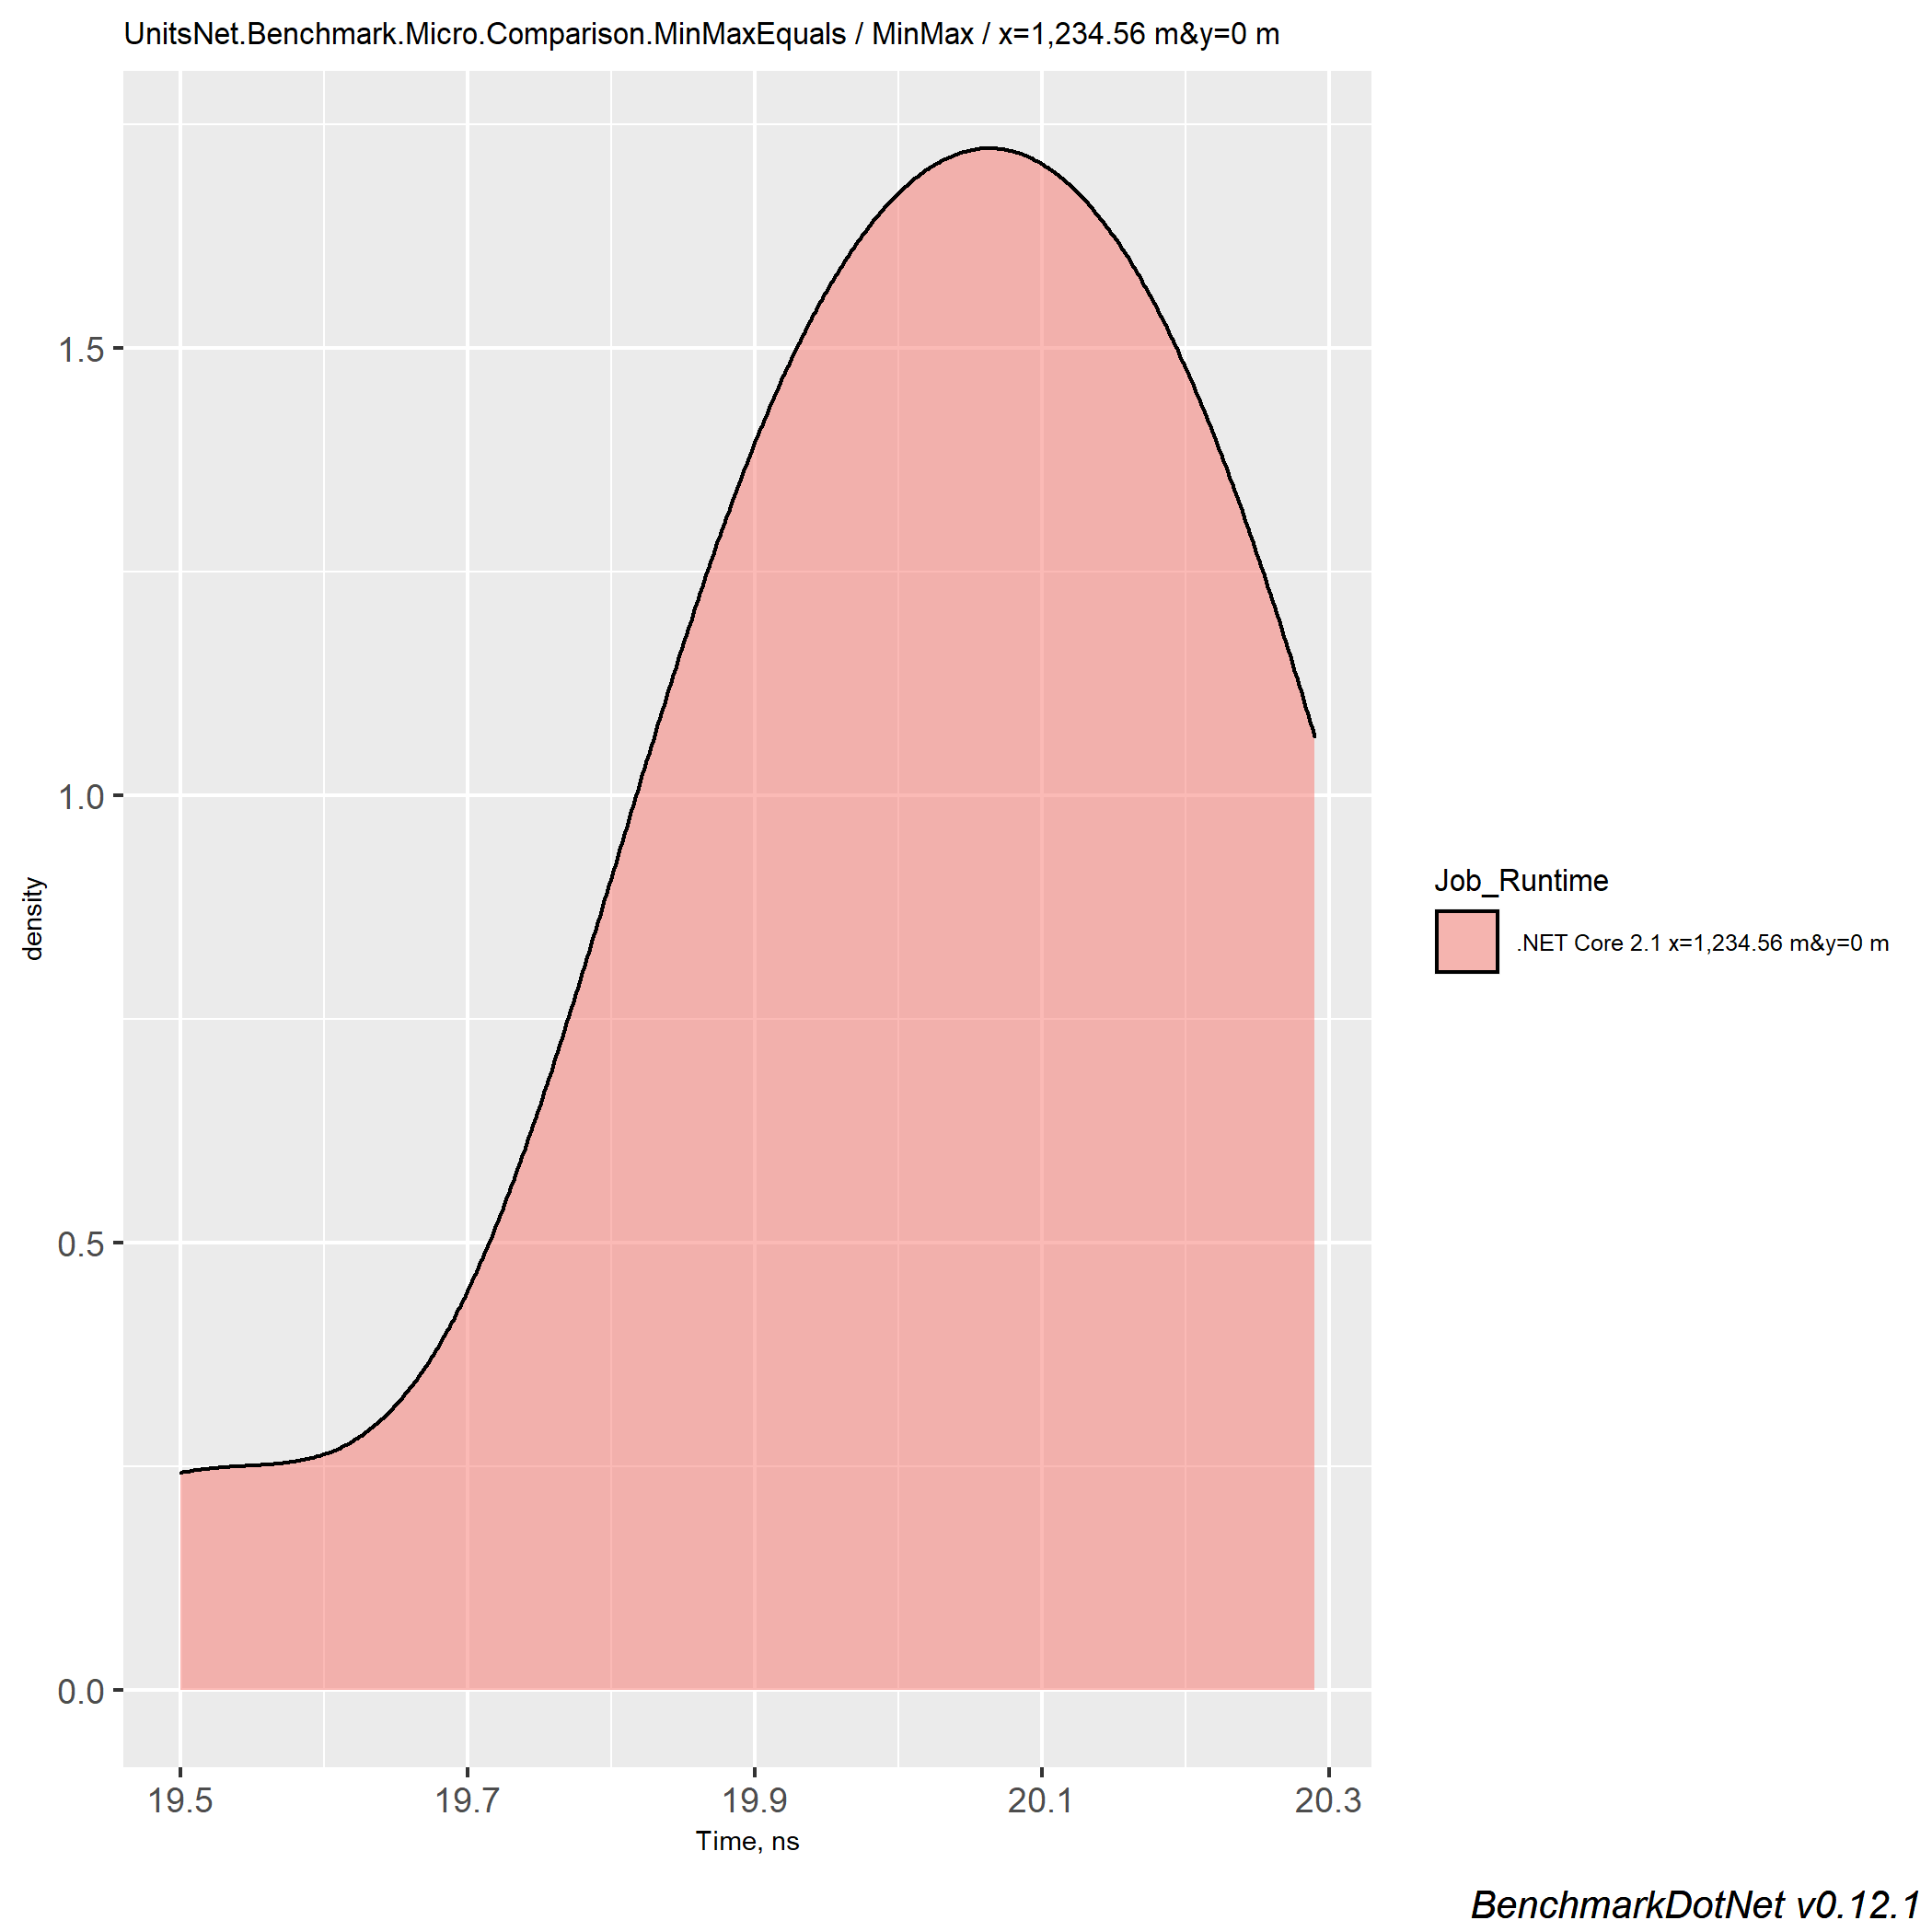 UnitsNet.Benchmark.Micro.Comparison.MinMaxEquals / MinMax / x=1,234.56 m&y=0 m
1.5
1.0
0.5
0.0
density
19.5 19.7 19.9 20.1 20.3
Time, ns
Job_Runtime
.NET Core 2.1 x=1,234.56 m&y=0 m
BenchmarkDotNet v0.12.1